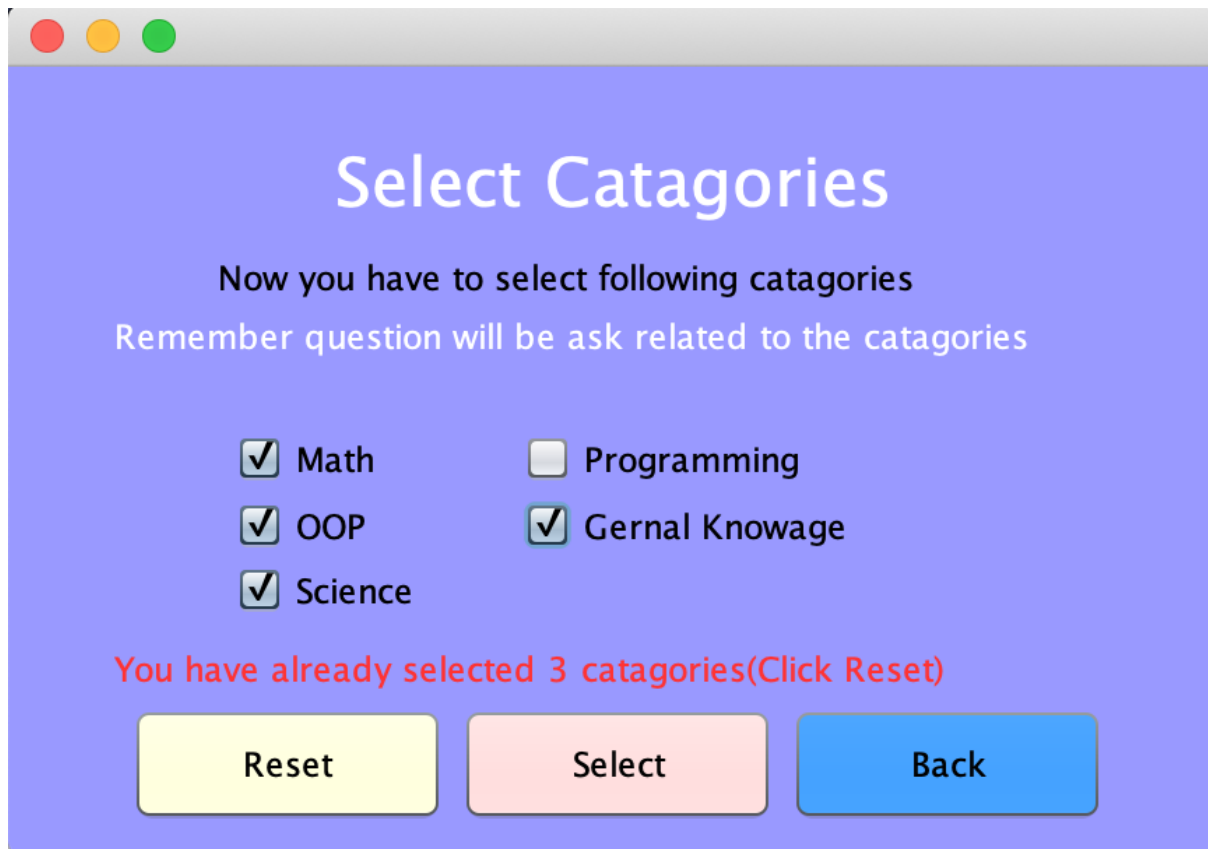 Select Catagories
Now you have to select following catagories
Remember question will be ask related to the catagories
Math
Programming
OOP
Gernal Knowage
Science
You have already selected 3 catagories(Click Reset)
Reset
Select
Back